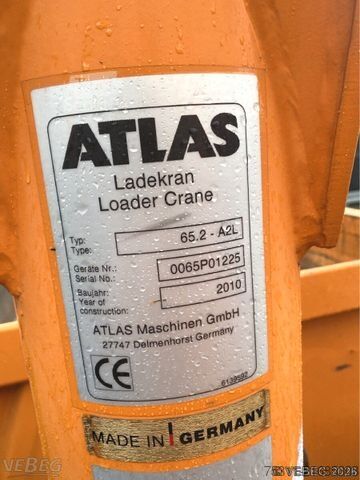 ATLAS
Ladekran
Loader Crane
Typ:
Type:
65.2 - A2L
Geräte Nr.:
Serial No.:
0065P01225
Baujahr:
Year of
construction:
2010
ATLAS Maschinen GmbH
27747 Delmenhorst Germany
CE
6139592
MADE IN GERMANY
VEBEG
VEBEG